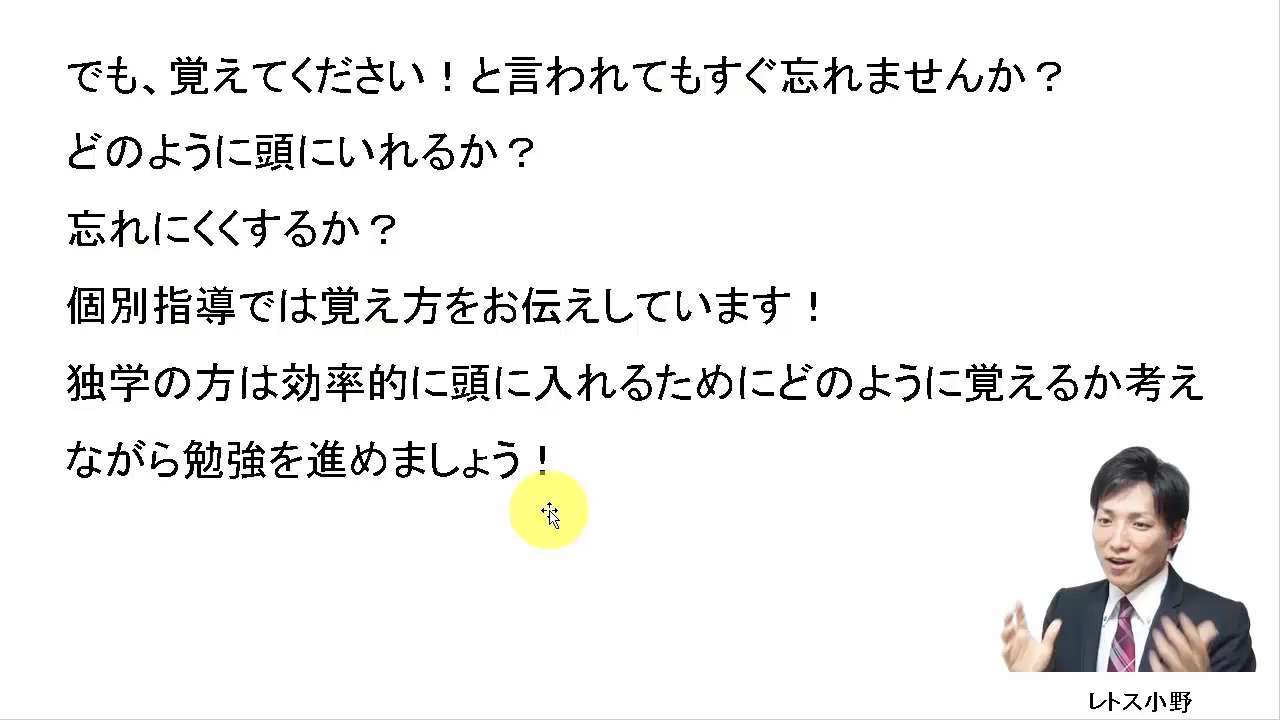 でも、覚えてください！と言われてもすぐ忘れませんか？
どのように頭にいれるか？
忘れにくくするか？
個別指導では覚え方をお伝えしています！
独学の方は効率的に頭に入れるためにどのように覚えるか考え
ながら勉強を進めましょう！
レトス小野